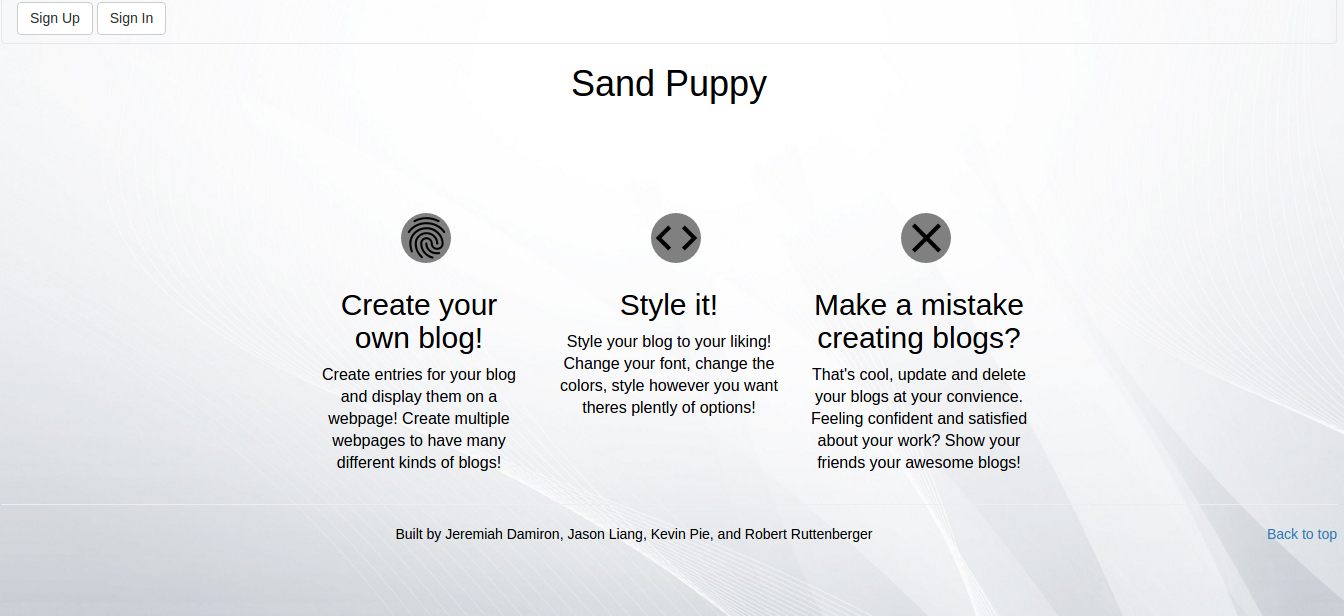 Sign Up
Sign In
Sand Puppy
Create your
own blog!
Create entries for your blog
and display them on a
webpage! Create multiple
webpages to have many
different kinds of blogs!
Style it!
Style your blog to your liking!
Change your font, change the
colors, style however you want
theres plently of options!
Make a mistake
creating blogs?
That's cool, update and delete
your blogs at your convience.
Feeling confident and satisfied
about your work? Show your
friends your awesome blogs!
Built by Jeremiah Damiron, Jason Liang, Kevin Pie, and Robert Ruttenberger
Back to top